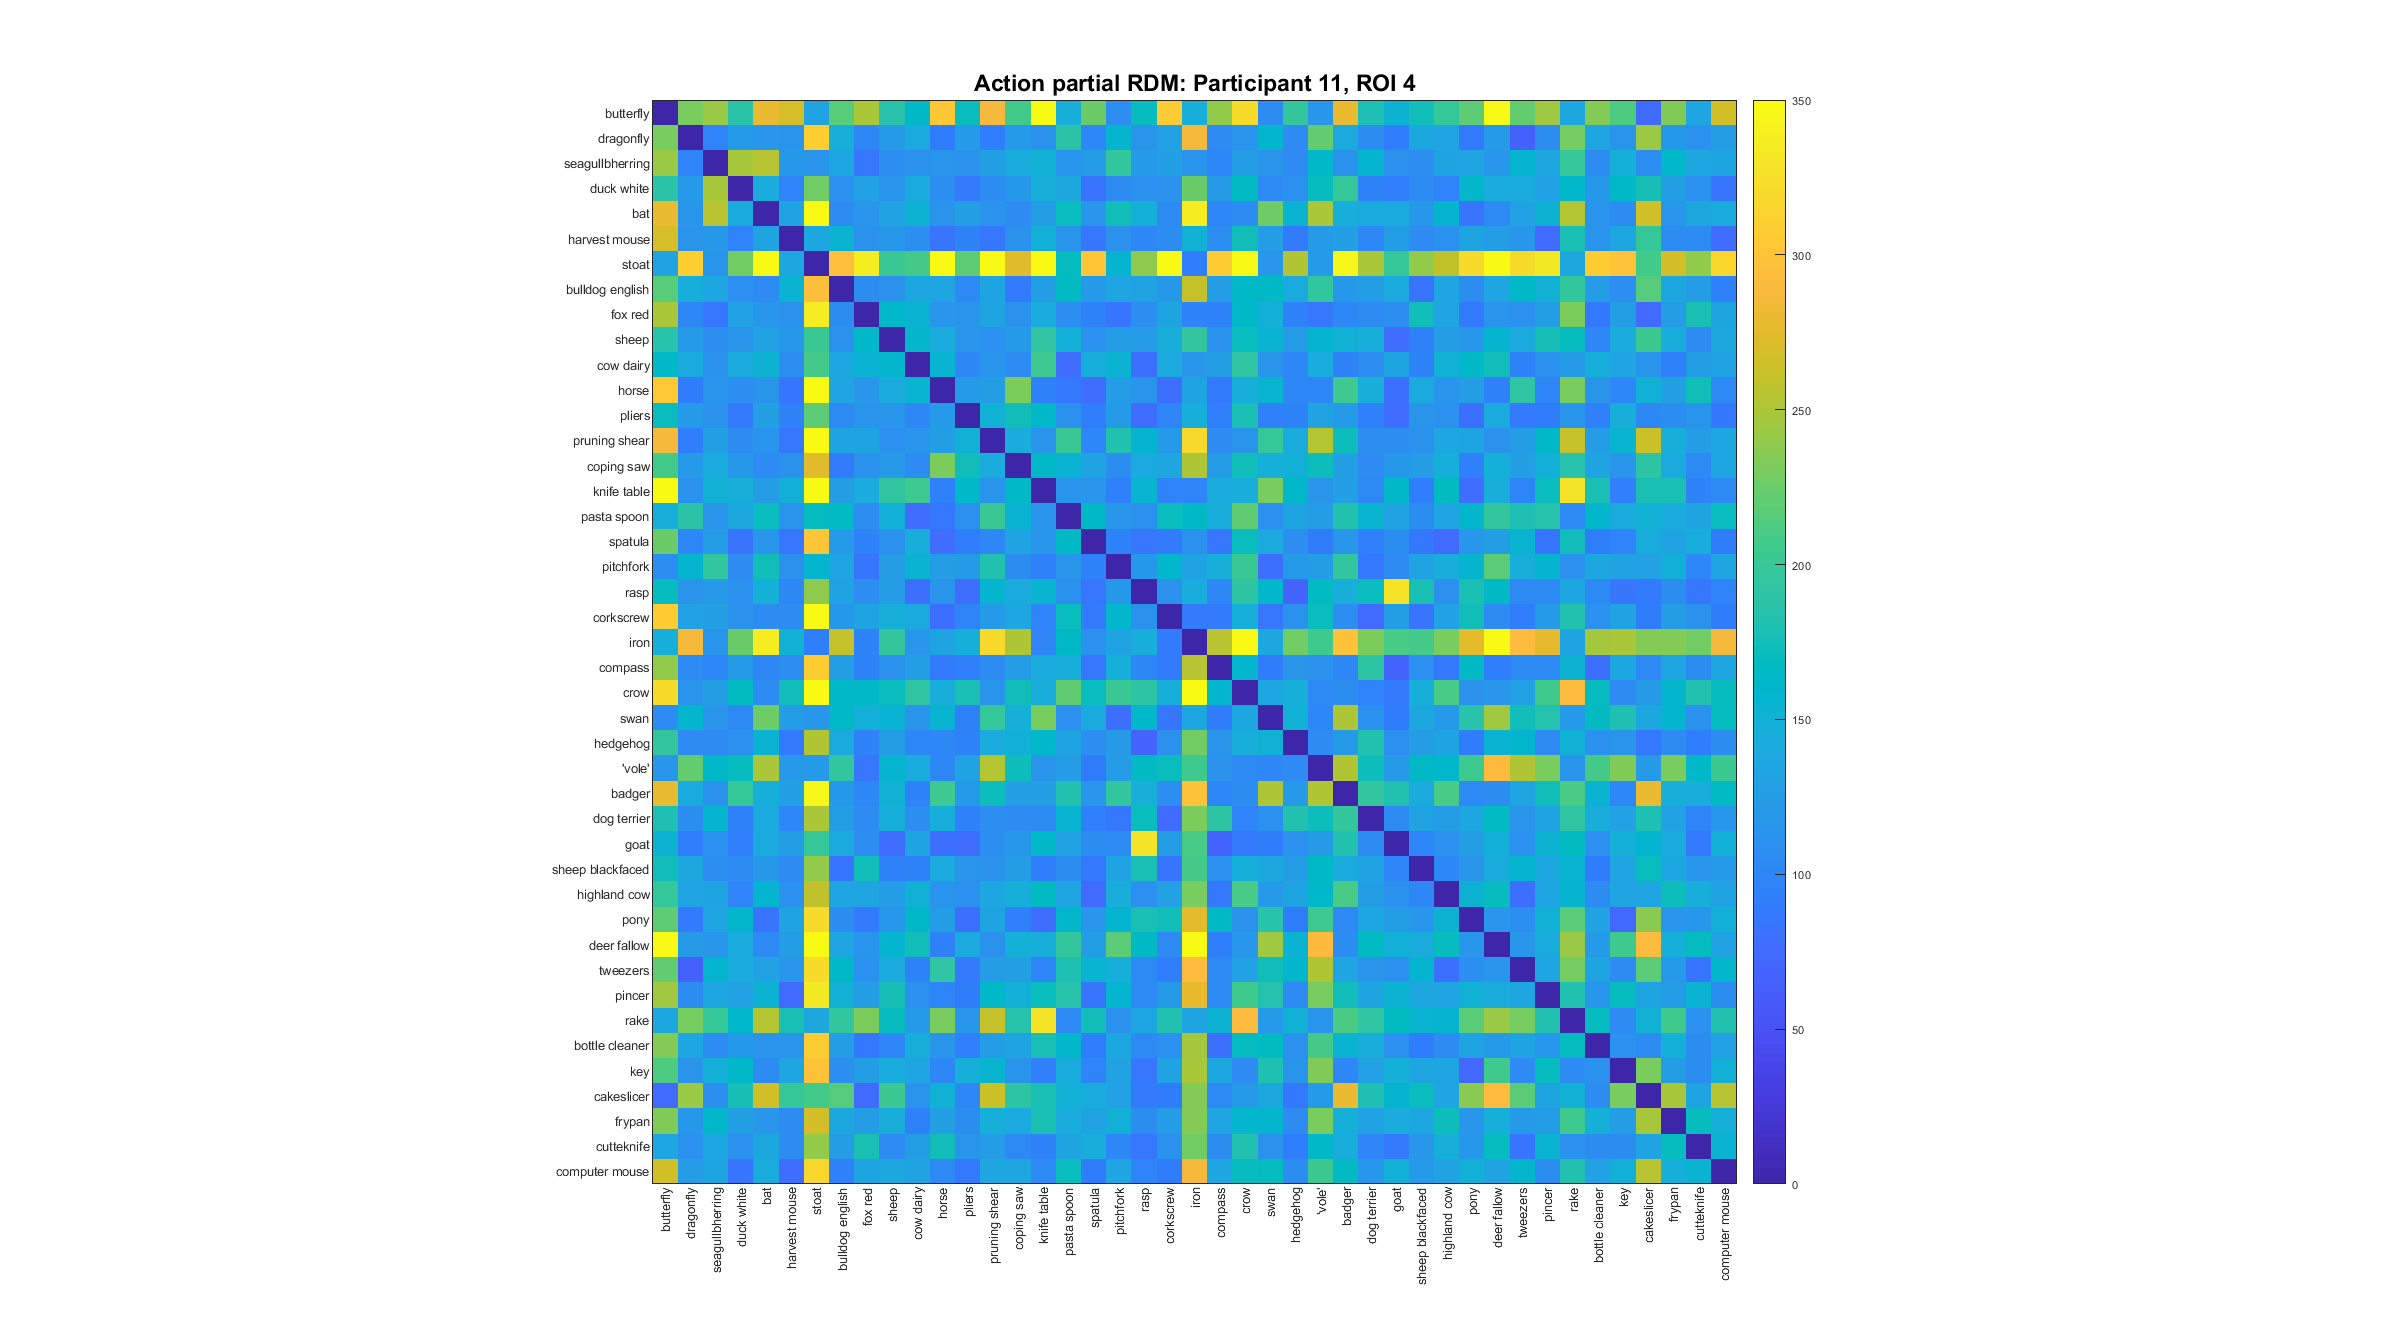 Action partial RDM: Participant 11, ROI 4
butterfly
dragonfly
seagullbherring
duck white
bat
harvest mouse
stoat
bulldog english
fox red
sheep
cow dairy
horse
pliers
pruning shear
coping saw
knife table
pasta spoon
spatula
pitchfork
rasp
corkscrew
iron
compass
crow
swan
hedgehog
'vole'
badger
dog terrier
goat
sheep blackfaced
highland cow
pony
deer fallow
tweezers
pincer
rake
bottle cleaner
key
cakeslicer
frypan
cutteknife
computer mouse
butterfly
dragonfly
seagullbherring
duck white
bat
harvest mouse
stoat
bulldog english
fox red
sheep
cow dairy
horse
pliers
pruning shear
coping saw
knife table
pasta spoon
spatula
pitchfork
rasp
corkscrew
iron
compass
crow
swan
hedgehog
'vole'
badger
dog terrier
goat
sheep blackfaced
highland cow
pony
deer fallow
tweezers
pincer
rake
bottle cleaner
key
cakeslicer
frypan
cutteknife
computer mouse
350
300
250
200
150
100
50
0